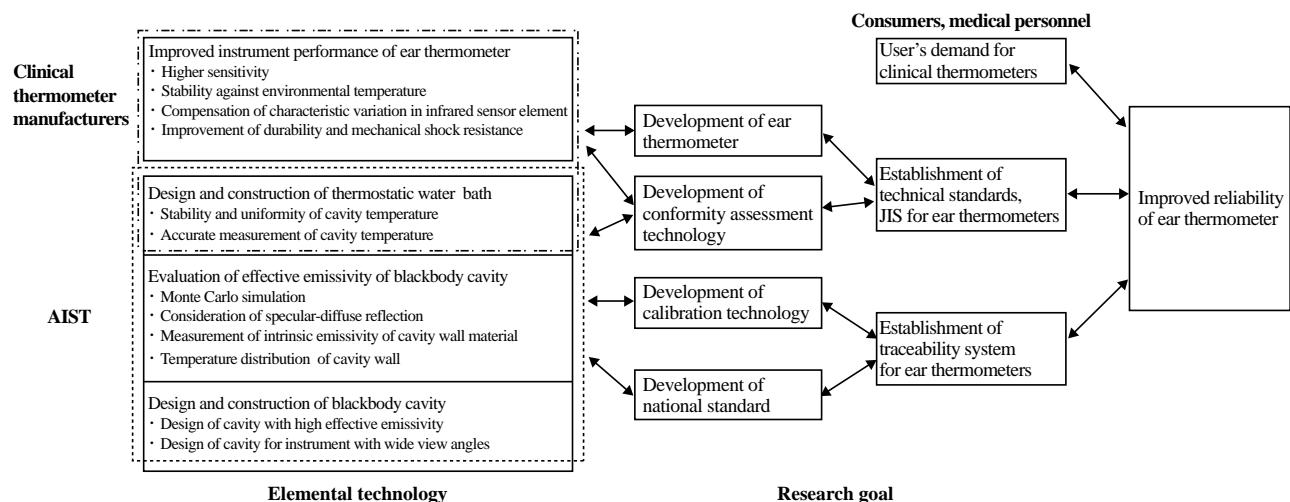 Consumers, medical personnel
Clinical
thermometer
manufacturers
Improved instrument performance of ear thermometer
・Higher sensitivity
・Stability against environmental temperature
・Compensation of characteristic variation in infrared sensor element
・Improvement of durability and mechanical shock resistance
Design and construction of thermostatic water bath
・Stability and uniformity of cavity temperature
・Accurate measurement of cavity temperature
AIST
Evaluation of effective emissivity of blackbody cavity
・Monte Carlo simulation
・Consideration of specular-diffuse reflection
・Measurement of intrinsic emissivity of cavity wall material
・Temperature distribution of cavity wall
Design and construction of blackbody cavity
・Design of cavity with high effective emissivity
・Design of cavity for instrument with wide view angles
Development of ear
thermometer
Development of
conformity assessment
technology
Development of
calibration technology
Development of
national standard
User's demand for
clinical thermometers
Establishment of
technical standards,
JIS for ear thermometers
Establishment of
traceability system
for ear thermometers
Improved reliability
of ear thermometer
Elemental technology
Research goal